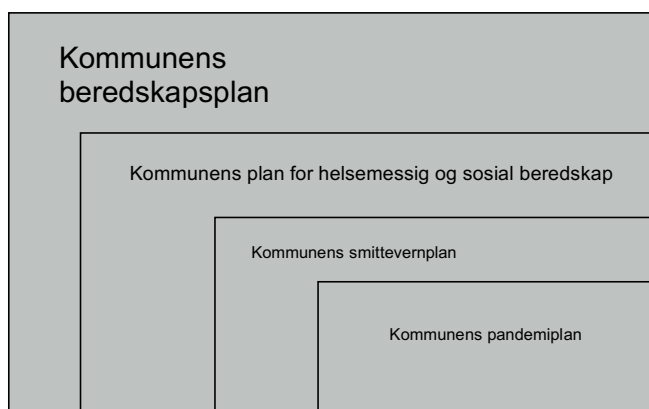 Kommunens
beredskapsplan
Kommunens plan for helsemessig og sosial beredskap
Kommunens smittevernplan
Kommunens pandemiplan